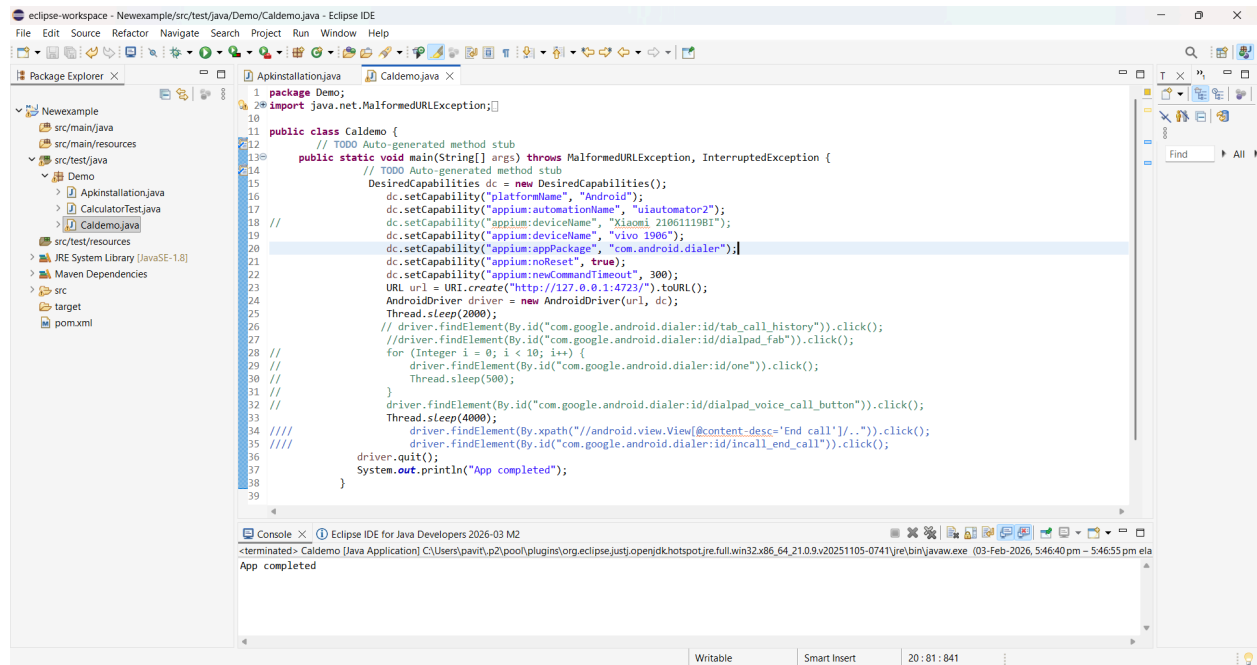 eclipse-workspace - Newexample/src/test/java/Demo/Caldemo.java - Eclipse IDE
File Edit Source Refactor Navigate Search Project Run Window Help
Package Explorer
Newexample
src/main/java
src/main/resources
src/test/java
Demo
Apkinstallation.java
CalculatorTest.java
Caldemo.java
src/test/resources
JRE System Library [JavaSE-1.8]
Maven Dependencies
src
target
pom.xml
Apkinstallation.java Caldemo.java
1 package Demo;
2 import java.net.MalformedURLException;
10
11 public class Caldemo {
12 // TODO Auto-generated method stub
13 public static void main(String[] args) throws MalformedURLException, InterruptedException {
14 // TODO Auto-generated method stub
15 DesiredCapabilities dc = new DesiredCapabilities();
16 dc.setCapability("platformName", "Android");
17 dc.setCapability("appium:automationName", "uiautomator2");
18 // dc.setCapability("appium:deviceName", "Xiaomi 21061119BI");
19 dc.setCapability("appium:deviceName", "vivo 1906");
20 dc.setCapability("appium:appPackage", "com.android.dialer");
21 dc.setCapability("appium:noReset", true);
22 dc.setCapability("appium:newCommandTimeout", 300);
23 URL url = URI.create("http://127.0.0.1:4723/").toURL();
24 AndroidDriver driver = new AndroidDriver(url, dc);
25 Thread.sleep(2000);
26 // driver.findElement(By.id("com.google.android.dialer:id/tab_call_history")).click();
27 //driver.findElement(By.id("com.google.android.dialer:id/dialpad_fab")).click();
28 // for (Integer i = 0; i < 10; i++) {
29 // driver.findElement(By.id("com.google.android.dialer:id/one")).click();
30 // Thread.sleep(500);
31 // }
32 // driver.findElement(By.id("com.google.android.dialer:id/dialpad_voice_call_button")).click();
33 Thread.sleep(4000);
34 //// driver.findElement(By.xpath("//android.view.View[@content-desc='End call']/..")).click();
35 //// driver.findElement(By.id("com.google.android.dialer:id/incall_end_call")).click();
36 driver.quit();
37 System.out.println("App completed");
38 }
39
T
Find All
Console Eclipse IDE for Java Developers 2026-03 M2
<terminated> Caldemo [Java Application] C:\Users\pavit\.p2\pool\plugins\org.eclipse.justj.openjdk.hotspot.jre.full.win32.x86_64_21.0.9.v20251105-0741\jre\bin\javaw.exe (03-Feb-2026, 5:46:40 pm – 5:46:55 pm ela
App completed
Writable Smart Insert 20 : 81 : 841